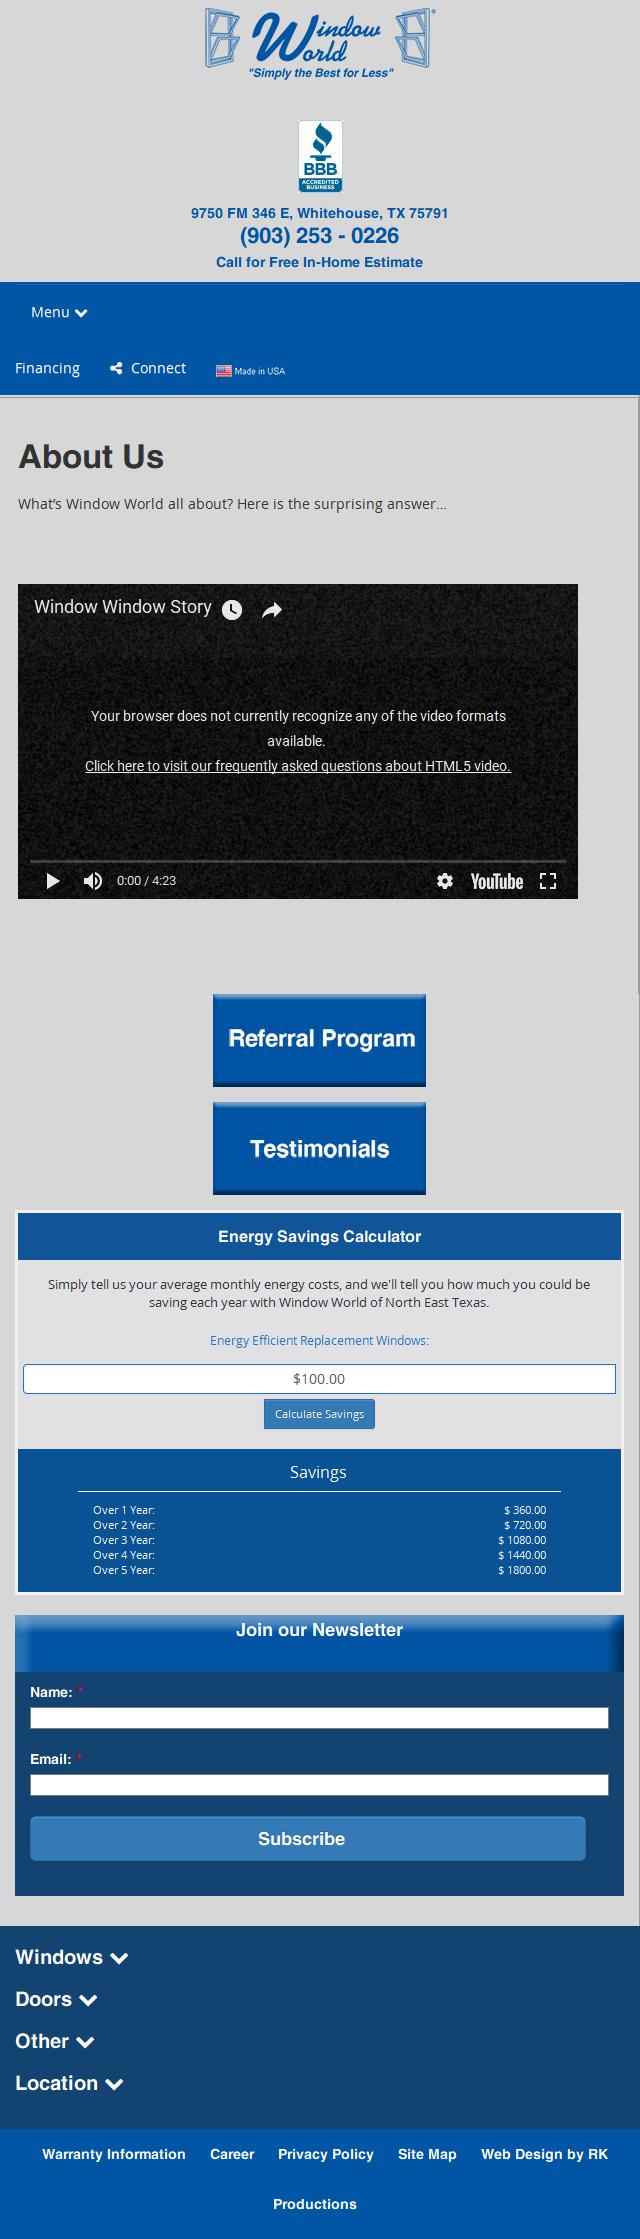 Window World
"Simply the Best for Less"
BBB
ACCREDITED
BUSINESS
9750 FM 346 E, Whitehouse, TX 75791
(903) 253 - 0226
Call for Free In-Home Estimate
Menu
Financing Connect Made in USA
About Us
What's Window World all about? Here is the surprising answer...
Window Window Story
Your browser does not currently recognize any of the video formats
available.
Click here to visit our frequently asked questions about HTML5 video.
0:00 / 4:23 YouTube
Referral Program
Testimonials
Energy Savings Calculator
Simply tell us your average monthly energy costs, and we'll tell you how much you could be
saving each year with Window World of North East Texas.
Energy Efficient Replacement Windows:
$100.00
Calculate Savings
Savings
Over 1 Year: $ 360.00
Over 2 Year: $ 720.00
Over 3 Year: $ 1080.00
Over 4 Year: $ 1440.00
Over 5 Year: $ 1800.00
Join our Newsletter
Name: *
Email: *
Subscribe
Windows
Doors
Other
Location
Warranty Information Career Privacy Policy Site Map Web Design by RK
Productions